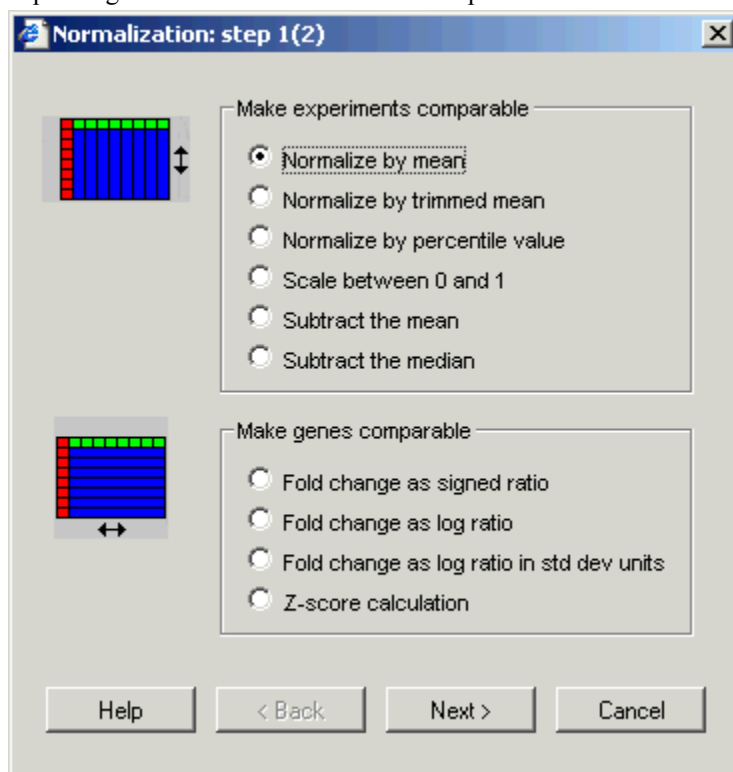 Normalization: step 1(2)
Make experiments comparable
Normalize by mean
Normalize by trimmed mean
Normalize by percentile value
Scale between 0 and 1
Subtract the mean
Subtract the median
Make genes comparable
Fold change as signed ratio
Fold change as log ratio
Fold change as log ratio in std dev units
Z-score calculation
Help
< Back
Next >
Cancel